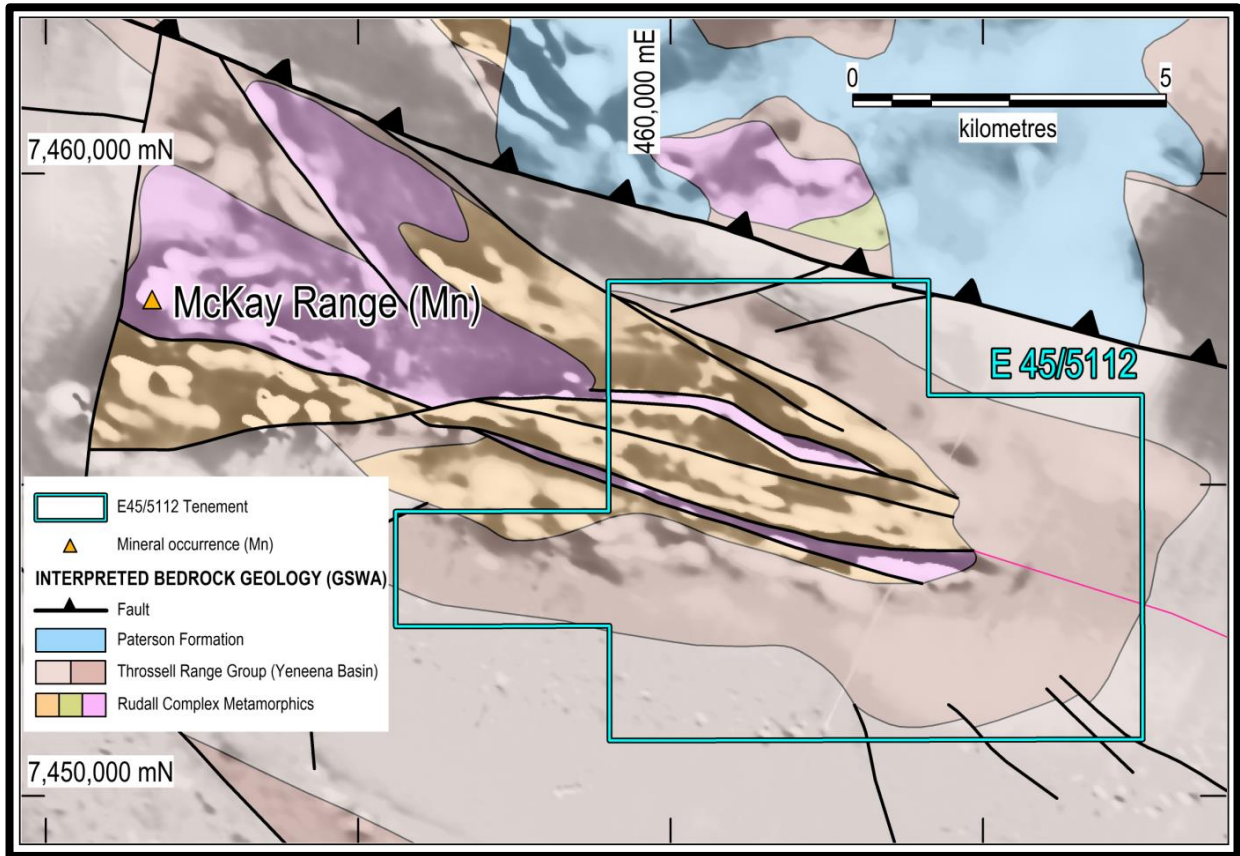 460,000 mE
0 5
kilometres
7,460,000 mN
McKay Range (Mn)
E 45/5112
E45/5112 Tenement
Mineral occurrence (Mn)
INTERPRETED BEDROCK GEOLOGY (GSWA)
Fault
Paterson Formation
Throssell Range Group (Yeneena Basin)
Rudall Complex Metamorphics
7,450,000 mN